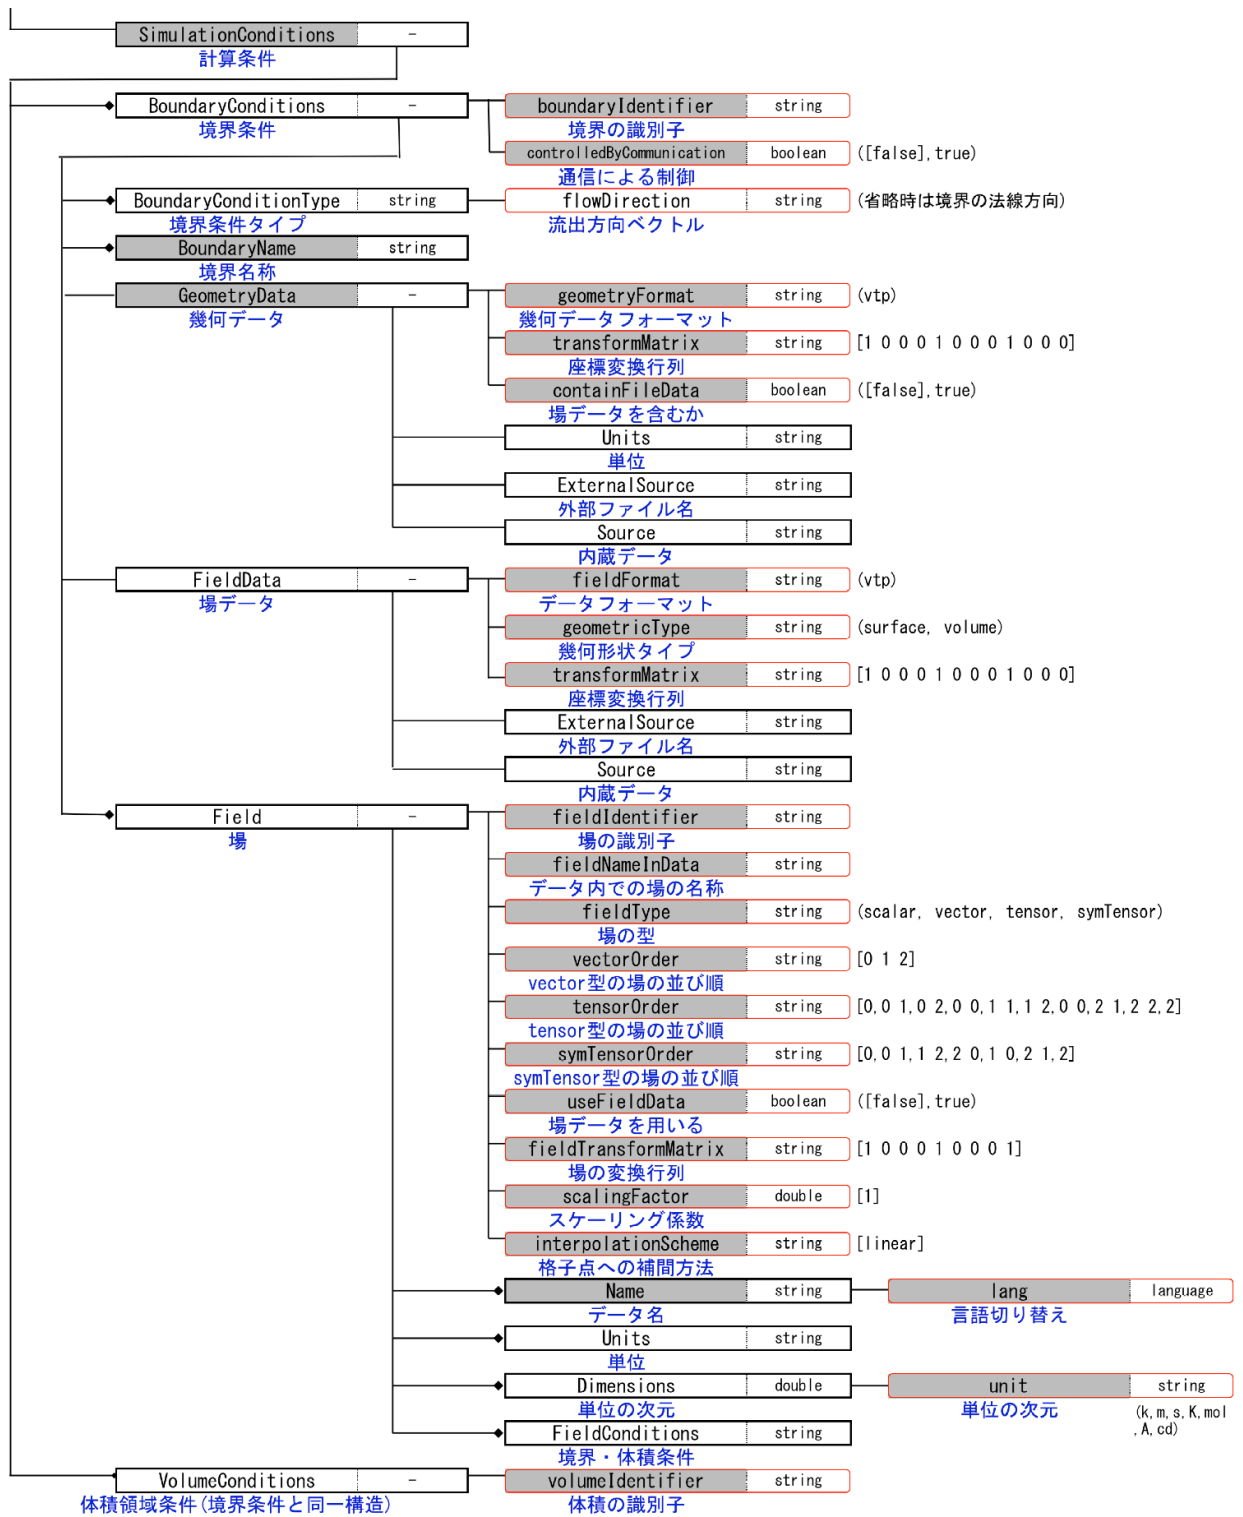 SimulationConditions -
計算条件
BoundaryConditions - boundaryIdentifier string
境界条件 境界の識別子
controlledByCommunication boolean ([false],true)
通信による制御
BoundaryConditionType string flowDirection string (省略時は境界の法線方向)
境界条件タイプ 流出方向ベクトル
BoundaryName string
境界名称
GeometryData - geometryFormat string (vtp)
幾何データ 幾何データフォーマット
transformMatrix string [1 0 0 0 1 0 0 0 1 0 0 0]
座標変換行列
containFileData boolean ([false],true)
場データを含むか
Units string
単位
ExternalSource string
外部ファイル名
Source string
内蔵データ
FieldData - fieldFormat string (vtp)
場データ データフォーマット
geometricType string (surface, volume)
幾何形状タイプ
transformMatrix string [1 0 0 0 1 0 0 0 1 0 0 0]
座標変換行列
ExternalSource string
外部ファイル名
Source string
内蔵データ
Field - fieldIdentifier string
場 場の識別子
fieldNameInData string
データ内での場の名称
fieldType string (scalar, vector, tensor, symTensor)
場の型
vectorOrder string [0 1 2]
vector型の場の並び順
tensorOrder string [0,0 1,0 2,0 0,1 1,1 2,0 0,2 1,2 2,2]
tensor型の場の並び順
symTensorOrder string [0,0 1,1 2,2 0,1 0,2 1,2]
symTensor型の場の並び順
useFieldData boolean ([false],true)
場データを用いる
fieldTransformMatrix string [1 0 0 0 1 0 0 0 1]
場の変換行列
scalingFactor double [1]
スケーリング係数
interpolationScheme string [linear]
格子点への補間方法
Name string lang language
データ名 言語切り替え
Units string
単位
Dimensions double unit string
単位の次元 単位の次元 (k,m,s,K,mol
,A,cd)
FieldConditions string
境界・体積条件
VolumeConditions - volumeIdentifier string
体積領域条件(境界条件と同一構造) 体積の識別子